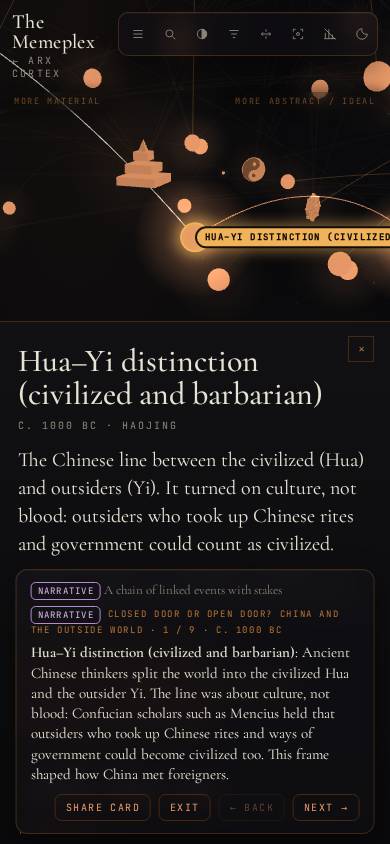 The
Memeplex
← ARX
CORTEX
MORE MATERIAL
MORE ABSTRACT / IDEAL
HUA–YI DISTINCTION (CIVILIZED
×
Hua–Yi distinction
(civilized and barbarian)
C. 1000 BC · HAOJING
The Chinese line between the civilized (Hua)
and outsiders (Yi). It turned on culture, not
blood: outsiders who took up Chinese rites
and government could count as civilized.
NARRATIVE A chain of linked events with stakes
NARRATIVE CLOSED DOOR OR OPEN DOOR? CHINA AND
THE OUTSIDE WORLD · 1 / 9 · C. 1000 BC
Hua–Yi distinction (civilized and barbarian): Ancient
Chinese thinkers split the world into the civilized Hua
and the outsider Yi. The line was about culture, not
blood: Confucian scholars such as Mencius held that
outsiders who took up Chinese rites and ways of
government could become civilized too. This frame
shaped how China met foreigners.
SHARE CARD EXIT ← BACK NEXT →